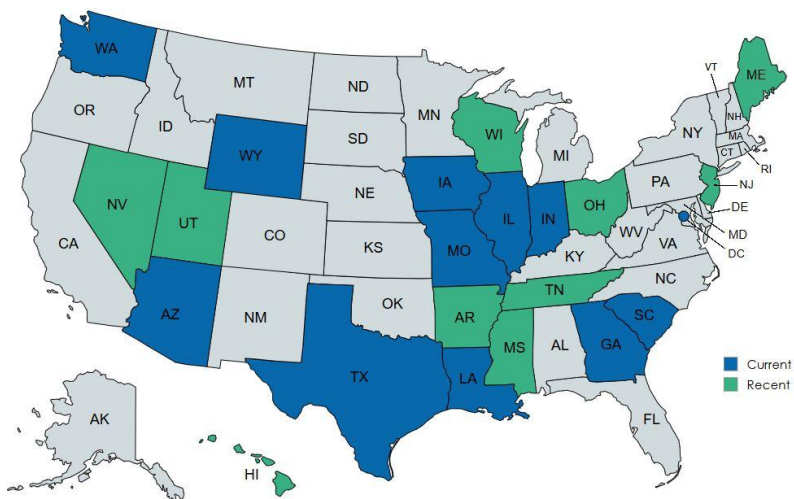 WA
MT
ND
MN
VT
ME
OR
ID
SD
WI
NH
NY
MA
WY
MI
CT
RI
IA
NE
PA
NJ
NV
UT
IL
IN
OH
DE
CA
CO
WV
MD
KS
MO
VA
DC
KY
NC
OK
TN
AZ
NM
AR
SC
MS
AL
GA
TX
LA
Current
Recent
AK
FL
HI